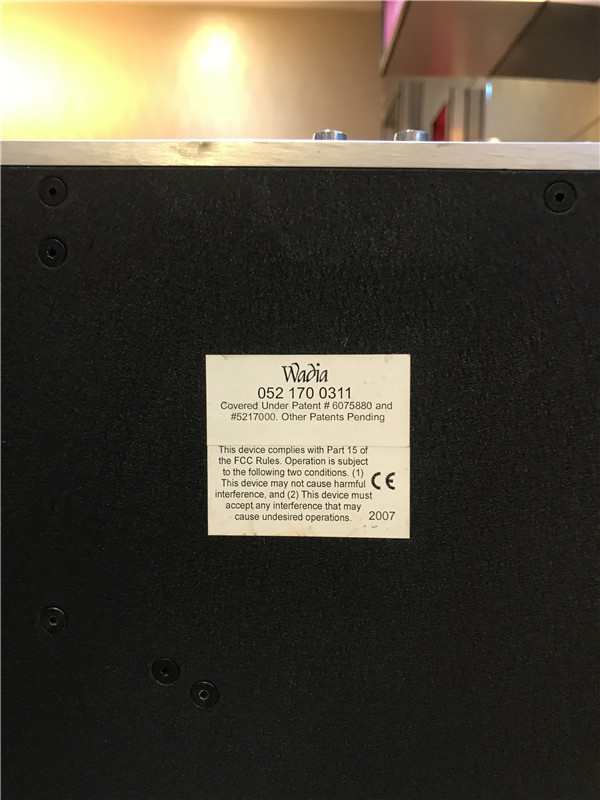 Wadia
052 170 0311
Covered Under Patent # 6075880 and
#5217000. Other Patents Pending
This device complies with Part 15 of
the FCC Rules. Operation is subject
to the following two conditions. (1)
This device may not cause harmful
interference, and (2) This device must
accept any interference that may
cause undesired operations.
CE
2007